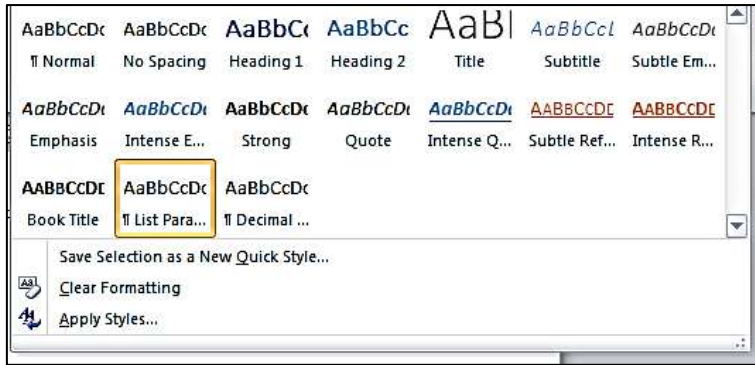 AaBbCcDc AaBbCcDc AaBbC AaBbCc AaB AaBbCcL AaBbCcDc
¶ Normal No Spacing Heading 1 Heading 2 Title Subtitle Subtle Em...
AaBbCcDc AaBbCcDc AaBbCcDc AaBbCcDc AaBbCcDc AABBCCDE AABBCCDE
Emphasis Intense E... Strong Quote Intense Q... Subtle Ref... Intense R...
AABBCCDE AaBbCcDc AaBbCcDc
Book Title ¶ List Para... ¶ Decimal ...
Save Selection as a New Quick Style...
Clear Formatting
Apply Styles...